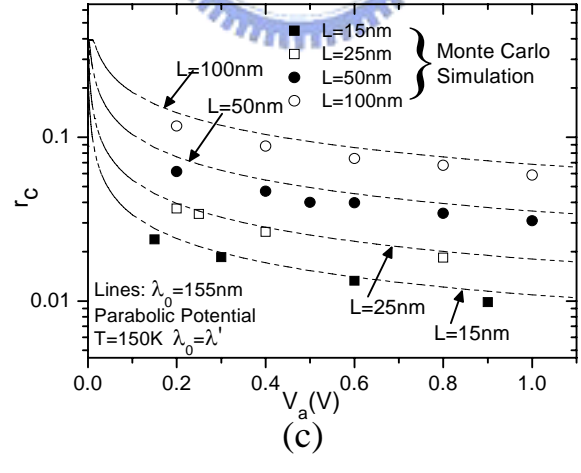 (c)
L=15nm
L=25nm
L=50nm
L=100nm
Monte Carlo
Simulation
L=100nm
L=50nm
0.1
0.01
r_c
Lines: λ_0=155nm
Parabolic Potential
T=150K λ_0=λ'
L=25nm
L=15nm
0.0 0.2 0.4 0.6 0.8 1.0
V_a(V)
(c)